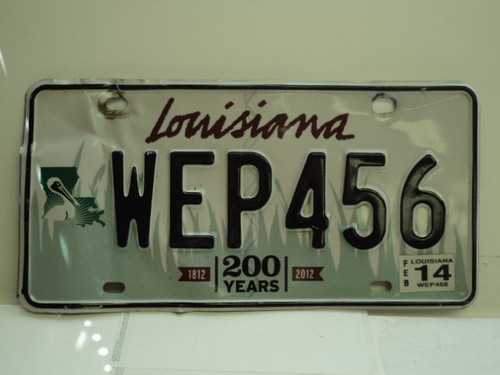 Louisiana
WEP456
1812 200 2012
YEARS
FEB
LOUISIANA
14
WEP456